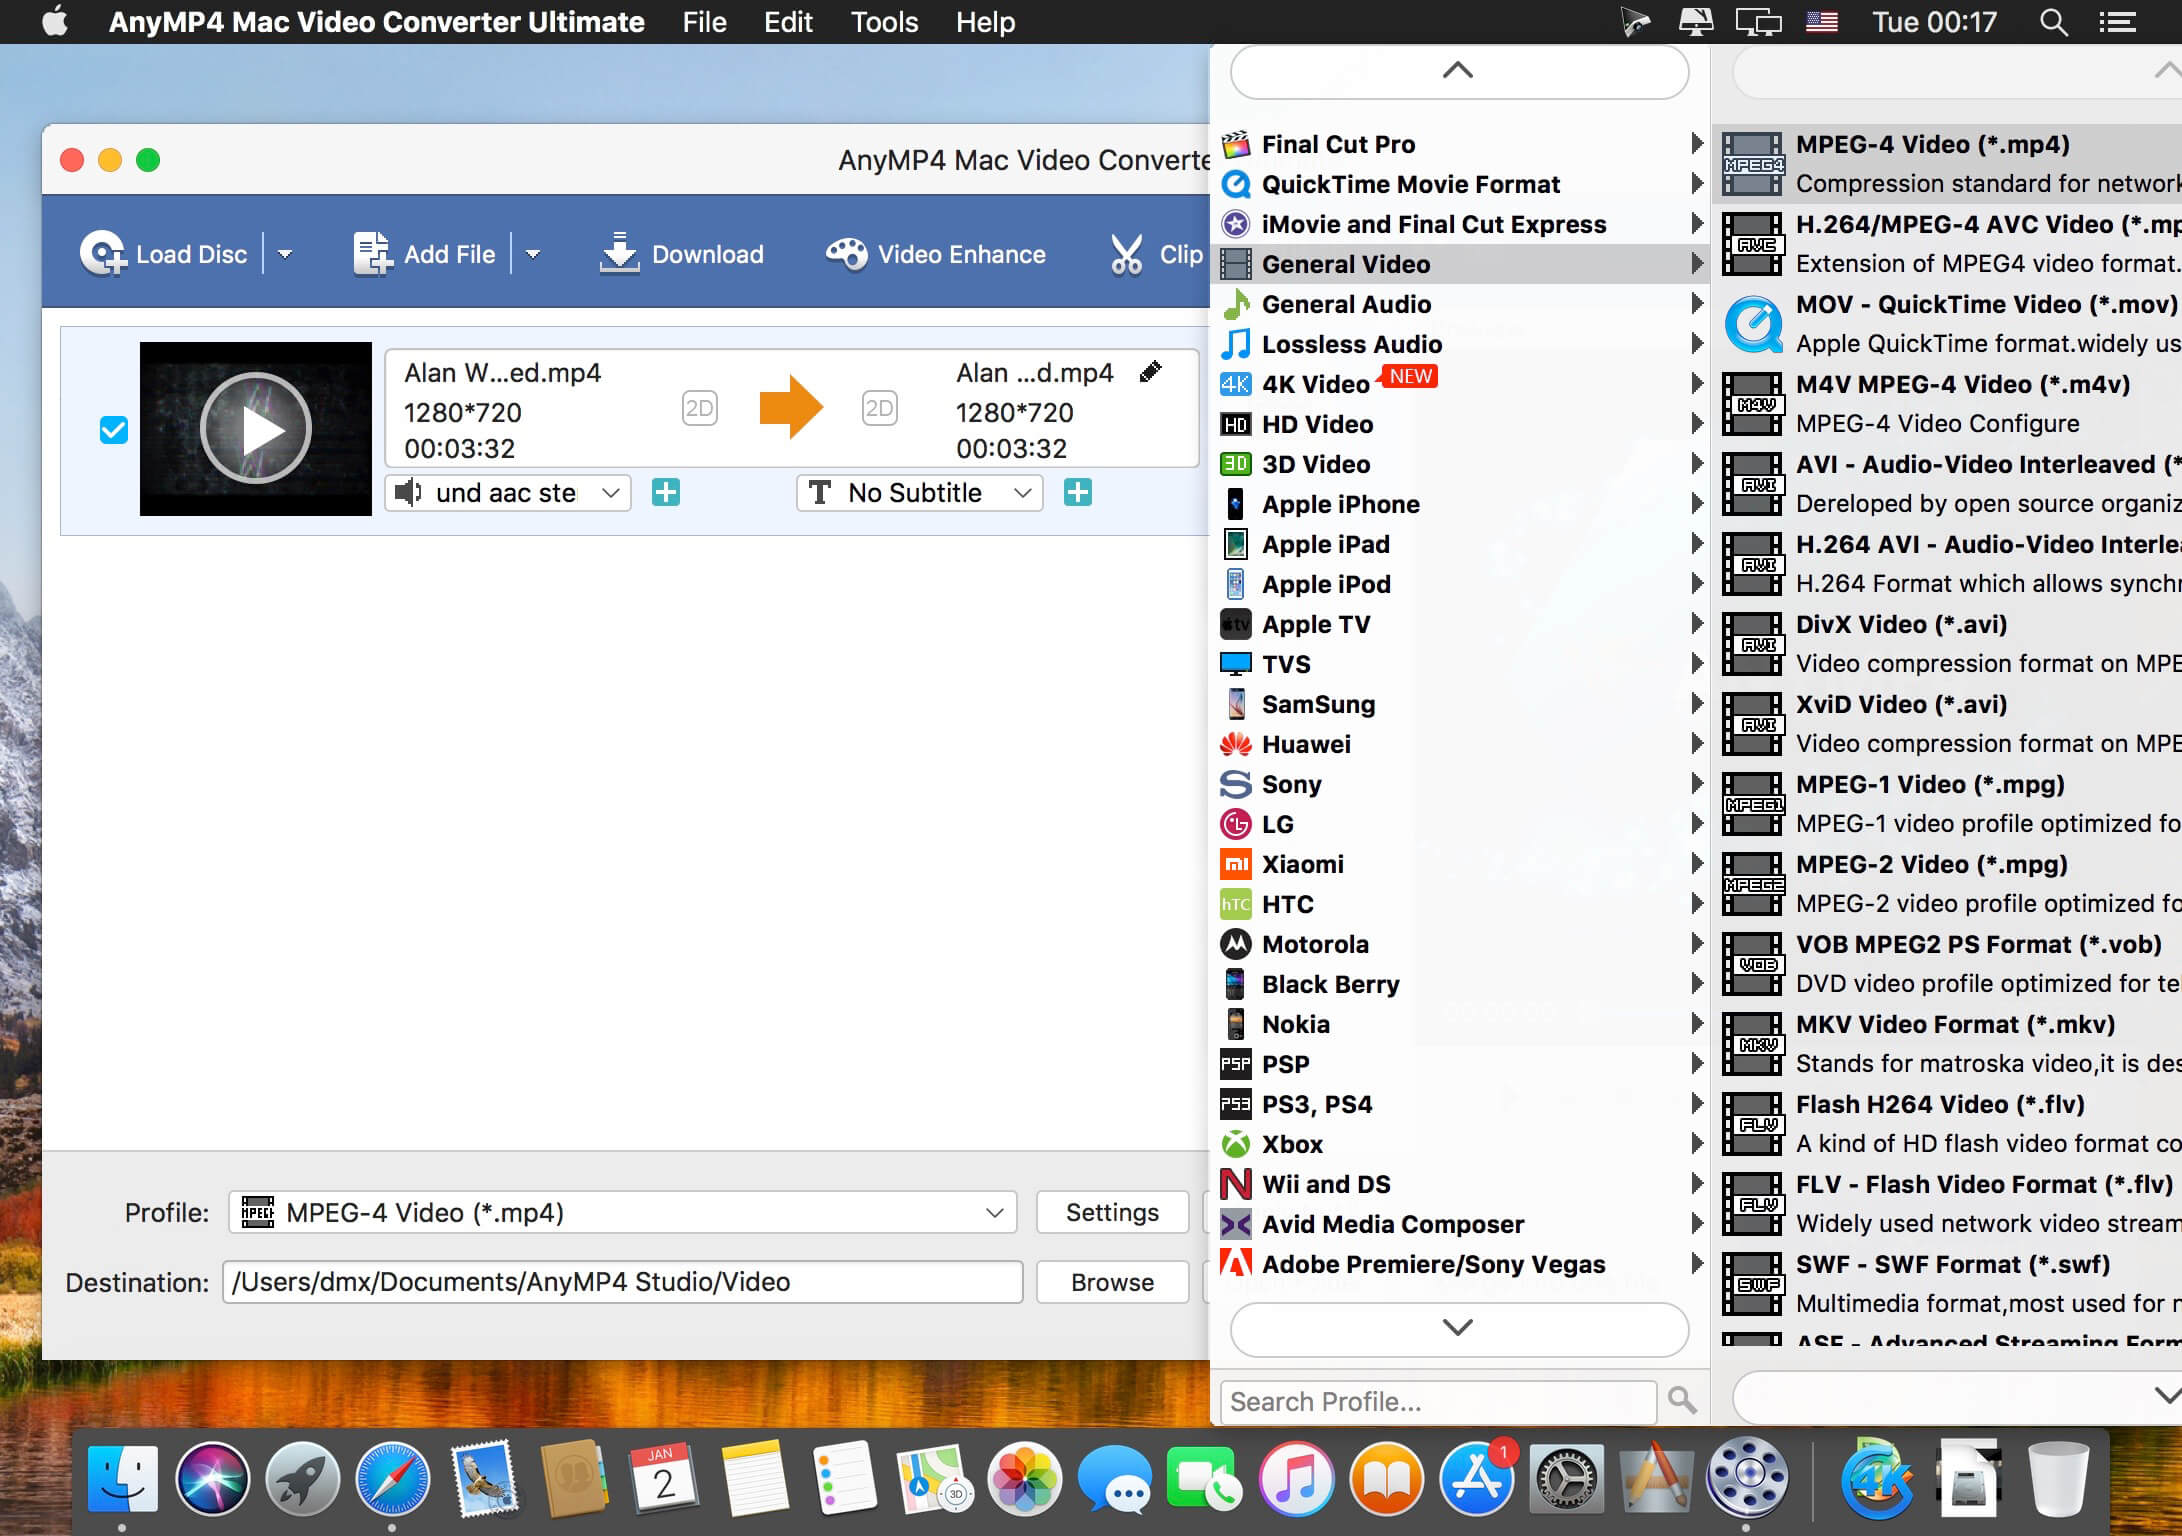 AnyMP4 Mac Video Converter Ultimate File Edit Tools Help Tue 00:17
AnyMP4 Mac Video Converte
Load Disc Add File Download Video Enhance Clip
Alan W...ed.mp4
1280*720
00:03:32
2D
2D
Alan ...d.mp4
1280*720
00:03:32
und aac ste
No Subtitle
Profile: MPEG-4 Video (*.mp4) Settings
Destination: /Users/dmx/Documents/AnyMP4 Studio/Video Browse
Final Cut Pro
QuickTime Movie Format
iMovie and Final Cut Express
General Video
General Audio
Lossless Audio
4K Video NEW
HD Video
3D Video
Apple iPhone
Apple iPad
Apple iPod
Apple TV
TVS
SamSung
Huawei
Sony
LG
Xiaomi
HTC
Motorola
Black Berry
Nokia
PSP
PS3, PS4
Xbox
Wii and DS
Avid Media Composer
Adobe Premiere/Sony Vegas
Search Profile...
MPEG-4 Video (*.mp4)
Compression standard for network
H.264/MPEG-4 AVC Video (*.mp
Extension of MPEG4 video format.
MOV - QuickTime Video (*.mov)
Apple QuickTime format.widely us
M4V MPEG-4 Video (*.m4v)
MPEG-4 Video Configure
AVI - Audio-Video Interleaved (*
Dereloped by open source organiz
H.264 AVI - Audio-Video Interlea
H.264 Format which allows synchr
DivX Video (*.avi)
Video compression format on MPE
XviD Video (*.avi)
Video compression format on MPE
MPEG-1 Video (*.mpg)
MPEG-1 video profile optimized fo
MPEG-2 Video (*.mpg)
MPEG-2 video profile optimized fo
VOB MPEG2 PS Format (*.vob)
DVD video profile optimized for tel
MKV Video Format (*.mkv)
Stands for matroska video,it is des
Flash H264 Video (*.flv)
A kind of HD flash video format co
FLV - Flash Video Format (*.flv)
Widely used network video stream
SWF - SWF Format (*.swf)
Multimedia format,most used for n
ASF - Advanced Streaming Form
JAN
2
3D
1
4K